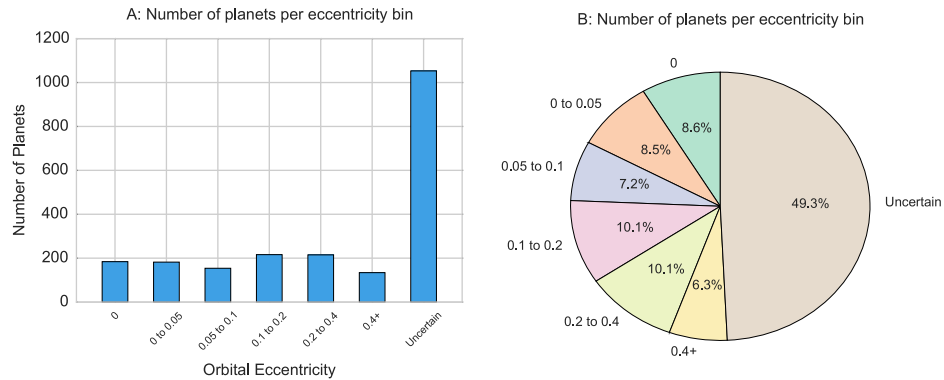 A: Number of planets per eccentricity bin
1200
1000
800
600
400
200
0
Number of Planets
0
0 to 0.05
0.05 to 0.1
0.1 to 0.2
0.2 to 0.4
0.4+
Uncertain
Orbital Eccentricity
B: Number of planets per eccentricity bin
0
8.6%
0 to 0.05
8.5%
0.05 to 0.1
7.2%
0.1 to 0.2
10.1%
0.2 to 0.4
10.1%
0.4+
6.3%
Uncertain
49.3%